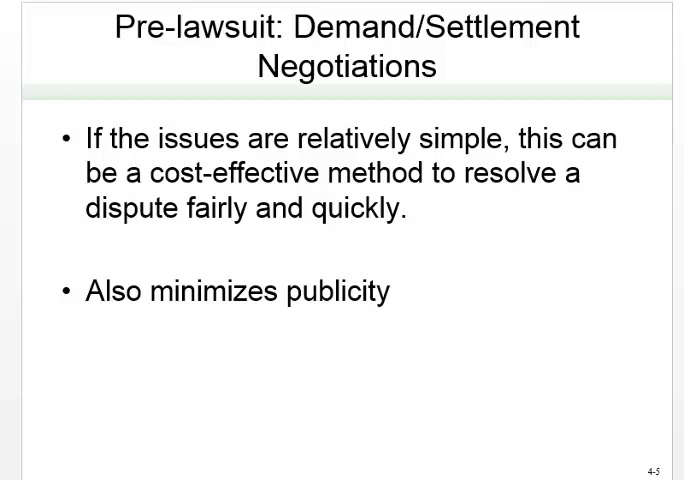 Pre-lawsuit: Demand/Settlement
Negotiations
• If the issues are relatively simple, this can
be a cost-effective method to resolve a
dispute fairly and quickly.
• Also minimizes publicity
4-5